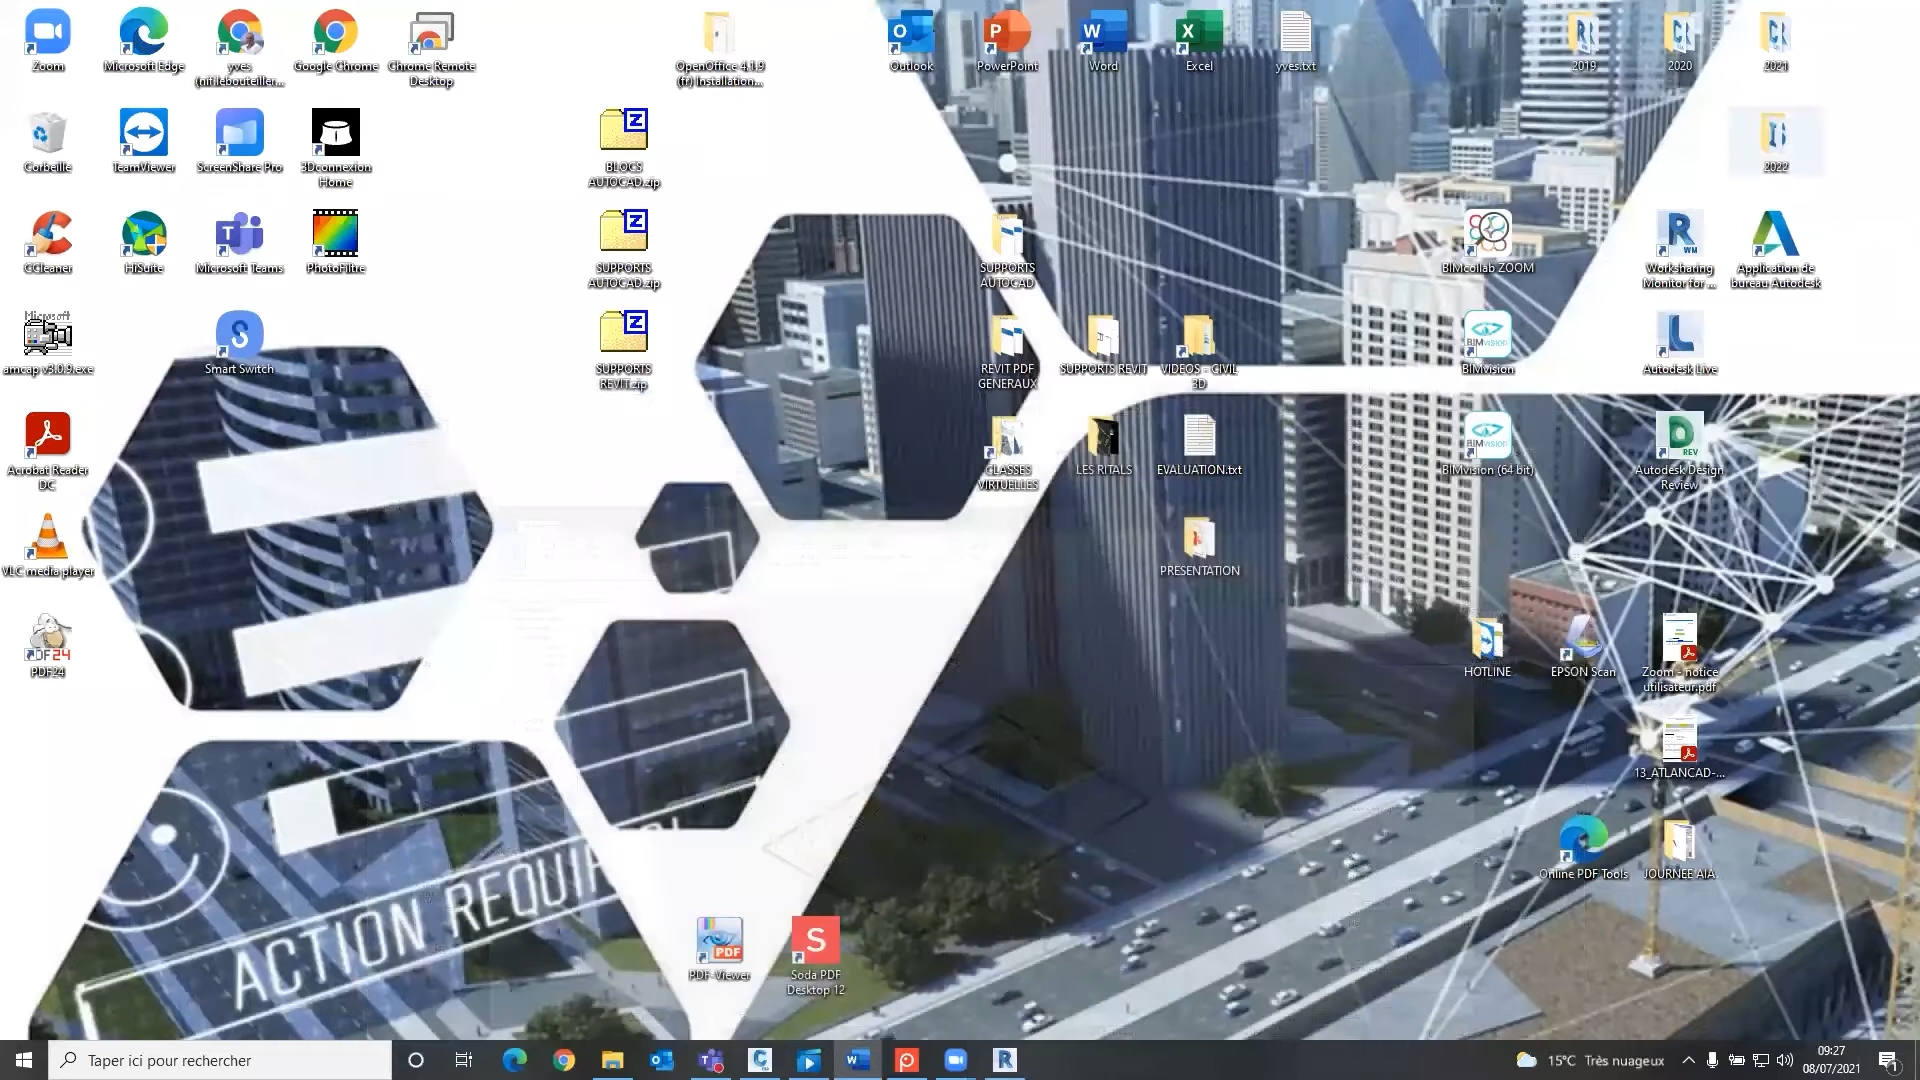 Zoom
Microsoft Edge
yves
(nifilebouteiller...
Google Chrome
Chrome Remote
Desktop
OpenOffice 4.1.9
(fr) Installation...
Outlook
PowerPoint
Word
Excel
yves.txt
2019
2020
2021
Corbeille
TeamViewer
ScreenShare Pro
3Dconnexion
Home
BLOCS
AUTOCAD.zip
2022
CCleaner
HiSuite
Microsoft Teams
PhotoFiltre
SUPPORTS
AUTOCAD.zip
SUPPORTS
AUTOCAD
BIMcollab ZOOM
Worksharing
Monitor for ...
Application de
bureau Autodesk
Microsoft
amcap v3.0.9.exe
Smart Switch
SUPPORTS
REVIT.zip
REVIT PDF
GENERAUX
SUPPORTS REVIT
VIDEOS - CIVIL
3D
BIMvision
Autodesk Live
Acrobat Reader
DC
CLASSES
VIRTUELLES
LES RITALS
EVALUATION.txt
BIMvision (64 bit)
Autodesk Design
Review
VLC media player
PRESENTATION
PDF24
HOTLINE
EPSON Scan
Zoom - notice
utilisateur.pdf
13_ATLANCAD-...
Online PDF Tools
JOURNEE AIA
ACTION REQUI
PDF-Viewer
Soda PDF
Desktop 12
Taper ici pour rechercher
15°C Très nuageux
09:27
08/07/2021
1